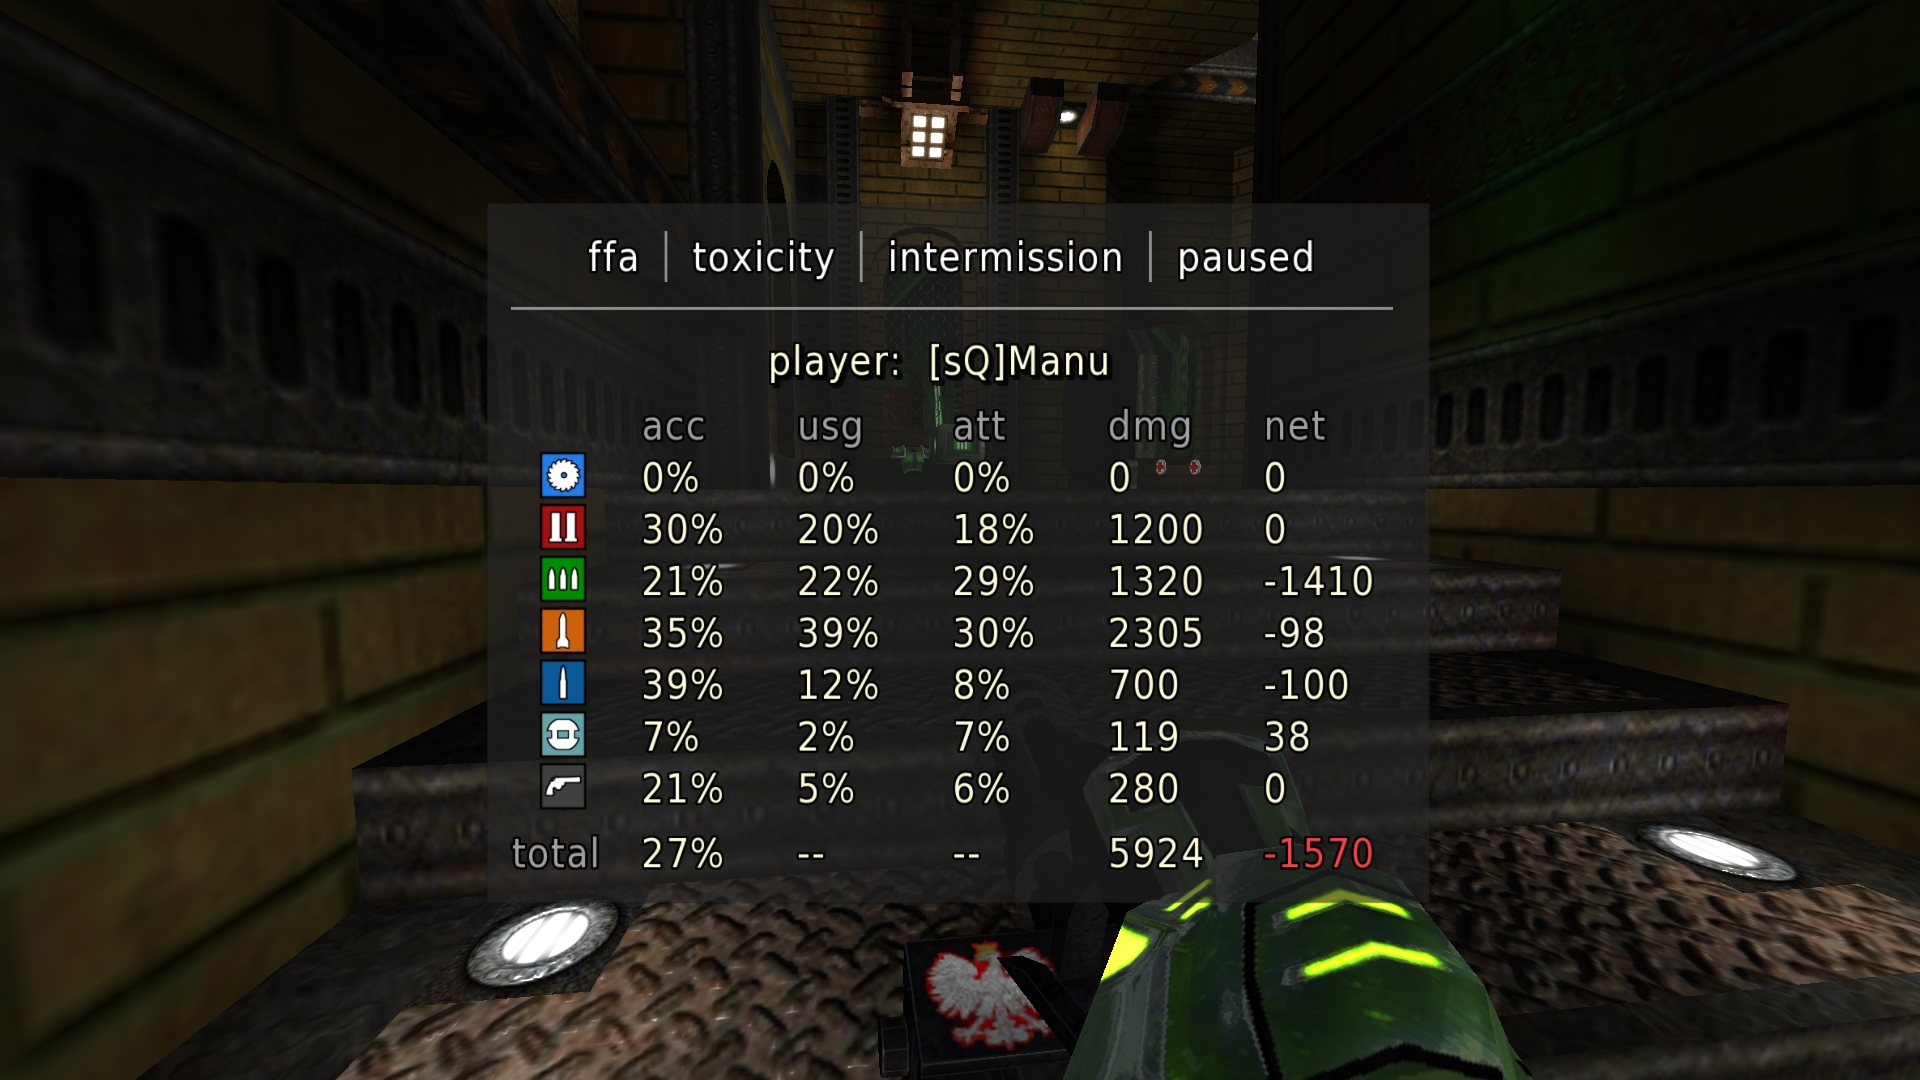 ffa | toxicity | intermission | paused
player: [sQ]Manu
acc usg att dmg net
0% 0% 0% 0 0
30% 20% 18% 1200 0
21% 22% 29% 1320 -1410
35% 39% 30% 2305 -98
39% 12% 8% 700 -100
7% 2% 7% 119 38
21% 5% 6% 280 0
total 27% -- -- 5924 -1570